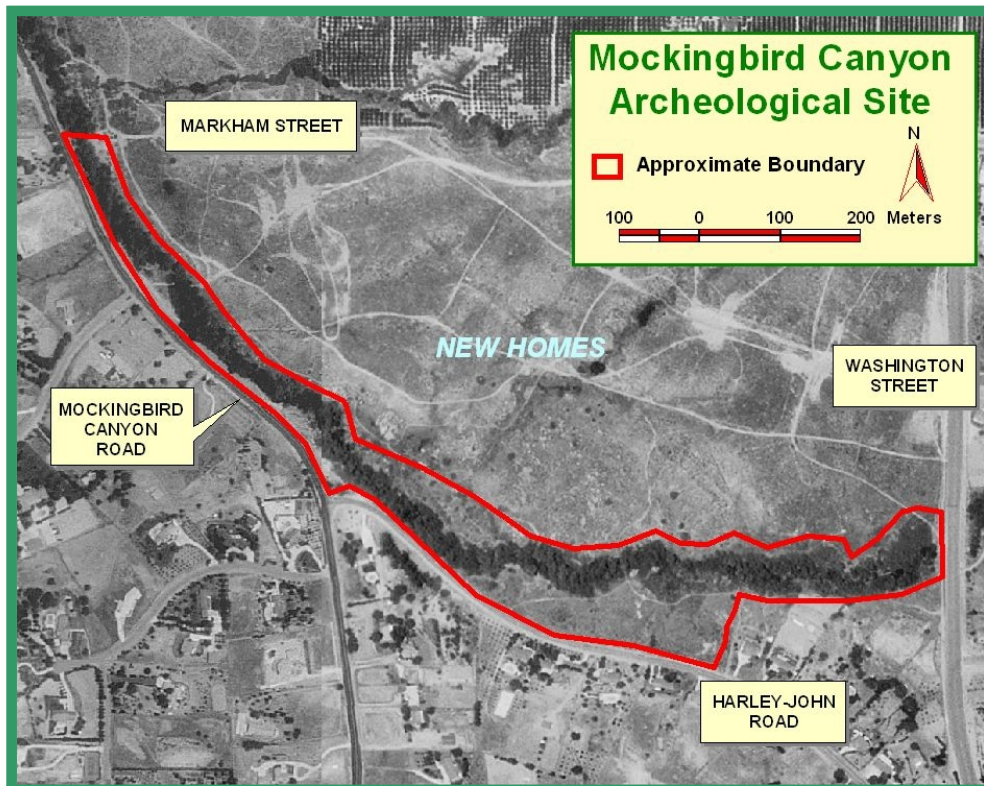 Mockingbird Canyon
Archeological Site
N
Approximate Boundary
100 0 100 200 Meters
MARKHAM STREET
NEW HOMES
WASHINGTON
STREET
MOCKINGBIRD
CANYON
ROAD
HARLEY-JOHN
ROAD